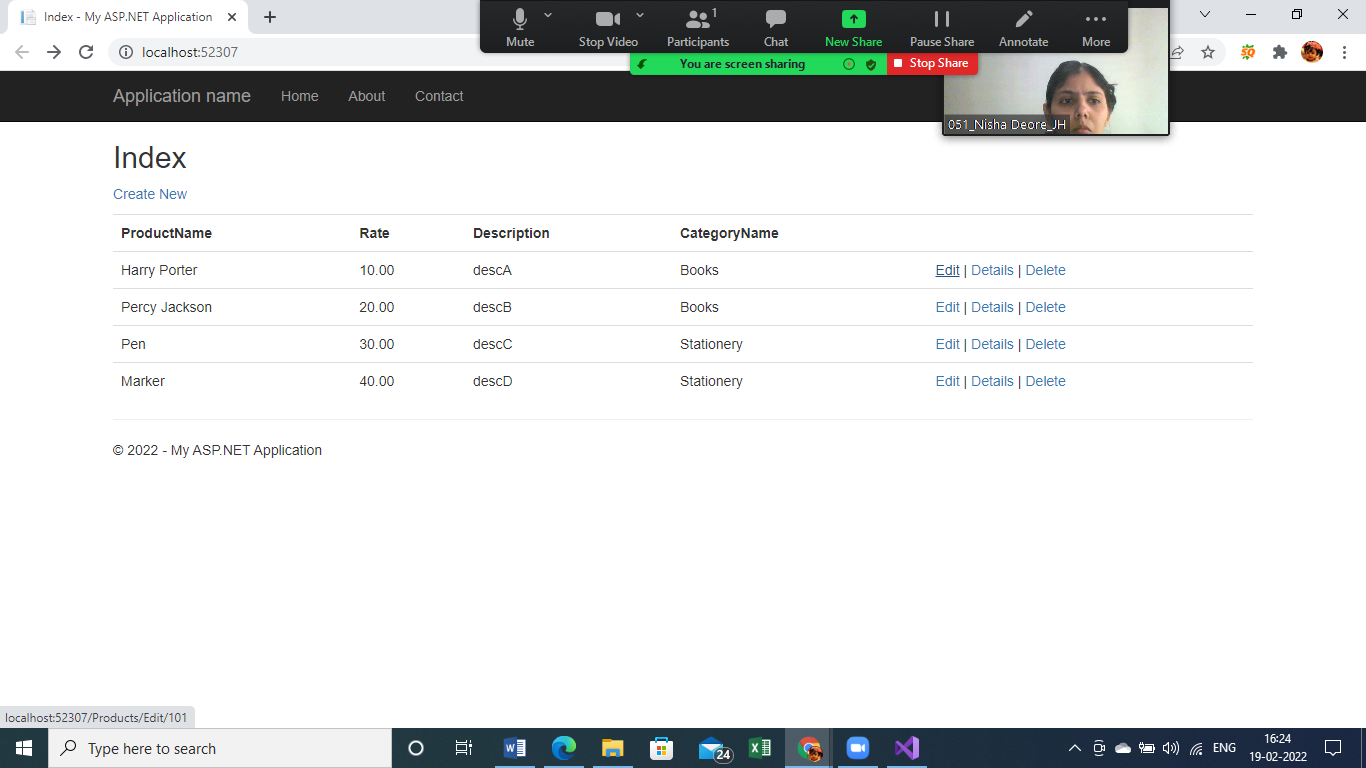 Index - My ASP.NET Application
localhost:52307
Mute
Stop Video
1
Participants
Chat
New Share
Pause Share
Annotate
More
You are screen sharing
Stop Share
051_Nisha Deore_JH
Application name
Home
About
Contact
Index
Create New
ProductName Rate Description CategoryName
Harry Porter 10.00 descA Books Edit | Details | Delete
Percy Jackson 20.00 descB Books Edit | Details | Delete
Pen 30.00 descC Stationery Edit | Details | Delete
Marker 40.00 descD Stationery Edit | Details | Delete
© 2022 - My ASP.NET Application
localhost:52307/Products/Edit/101
Type here to search
24
ENG
16:24
19-02-2022